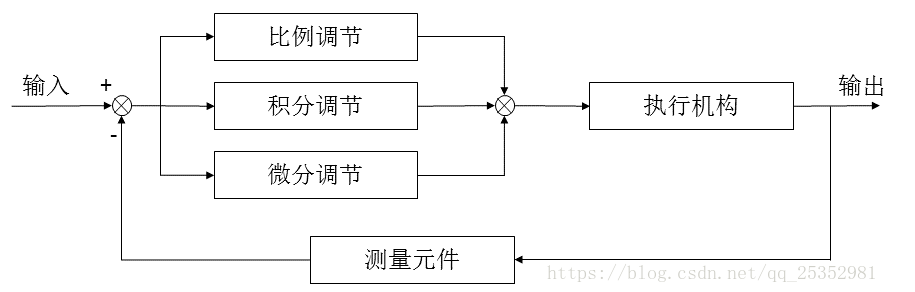 比例调节
输入
+
积分调节
执行机构
输出
-
微分调节
测量元件
https://blog.csdn.net/qq_25352981